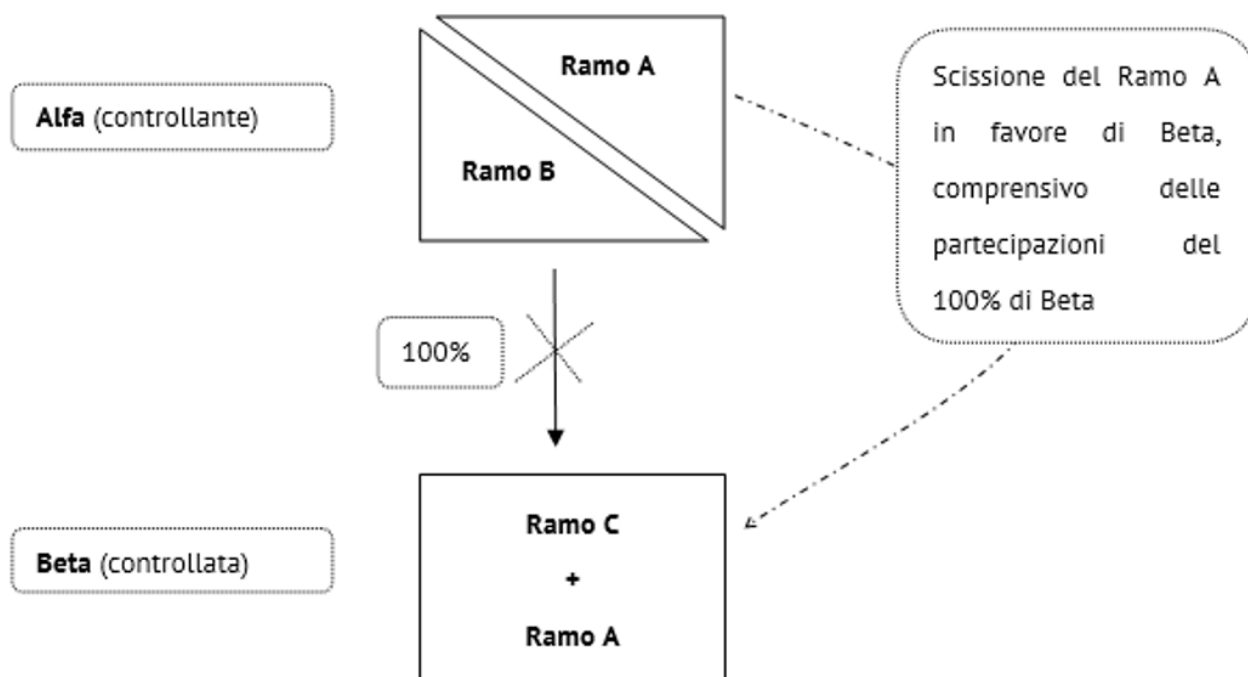 Ramo A
Alfa (controllante)
Ramo B
Scissione del Ramo A
in favore di Beta,
comprensivo delle
partecipazioni del
100% di Beta
100%
Ramo C
+
Ramo A
Beta (controllata)